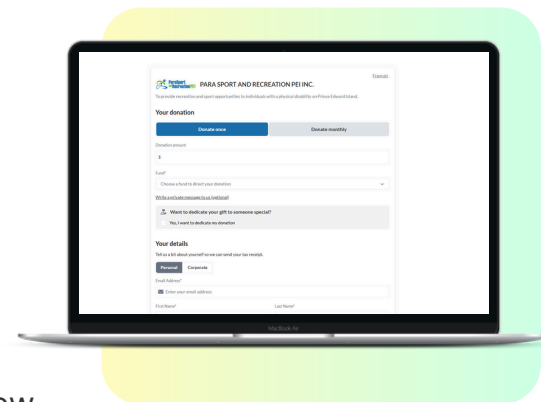 Français
ParaSport
Recreation PEI
PARA SPORT AND RECREATION PEI INC.
To provide recreation and sport opportunities to individuals with a physical disability on Prince Edward Island.
Your donation
Donate once
Donate monthly
Donation amount
$
Fund*
Choose a fund to direct your donation
Write a private message to us (optional)
Want to dedicate your gift to someone special?
Yes, I want to dedicate my donation
Your details
Tell us a bit about yourself so we can send your tax receipt.
Personal
Corporate
Email Address*
Enter your email address
First Name*
Last Name*
MacBook Air